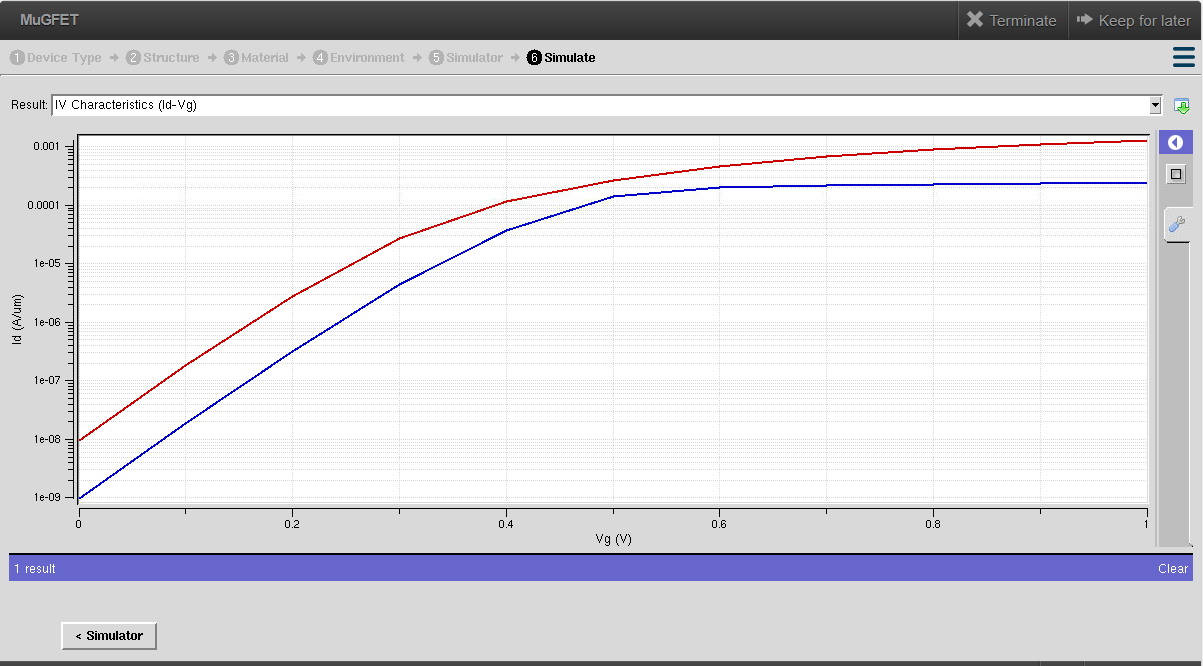 MuGFET
Terminate
Keep for later
1 Device Type → 2 Structure → 3 Material → 4 Environment → 5 Simulator → 6 Simulate
Result: IV Characteristics (Id-Vg)
0.001
0.0001
1e-05
1e-06
1e-07
1e-08
1e-09
Id (A/um)
0 0.2 0.4 0.6 0.8 1
Vg (V)
1 result
Clear
< Simulator